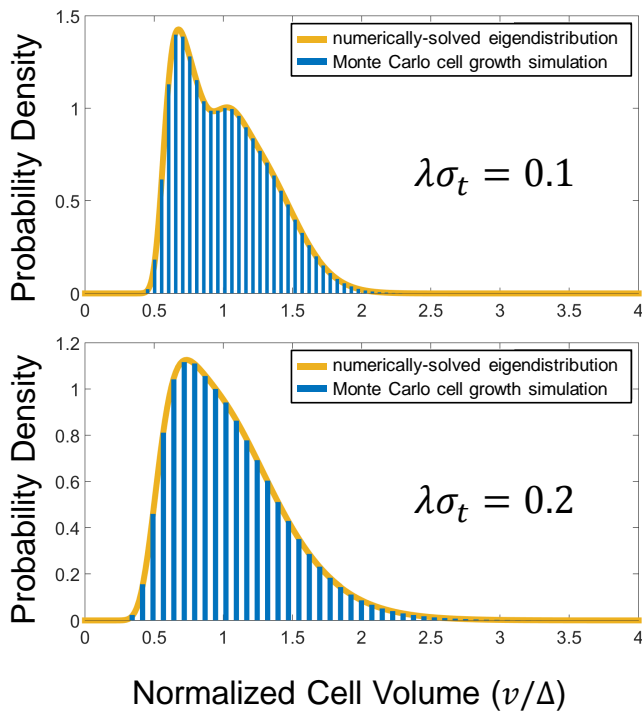 1.5
numerically-solved eigendistribution
Monte Carlo cell growth simulation
1
0.5
0
Probability Density
λσ_t = 0.1
0 0.5 1 1.5 2 2.5 3 3.5 4
1.2
numerically-solved eigendistribution
Monte Carlo cell growth simulation
1
0.8
0.6
0.4
0.2
0
Probability Density
λσ_t = 0.2
0 0.5 1 1.5 2 2.5 3 3.5 4
Normalized Cell Volume (v/Δ)